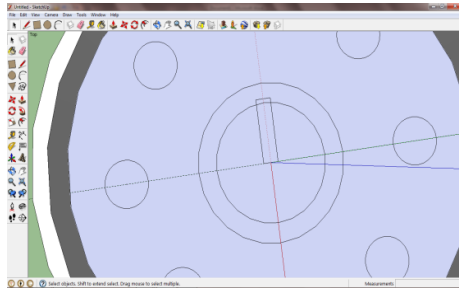 Untitled - SketchUp
File Edit View Camera Draw Tools Window Help
Top
Select objects. Shift to extend select. Drag mouse to select multiple.
Measurements